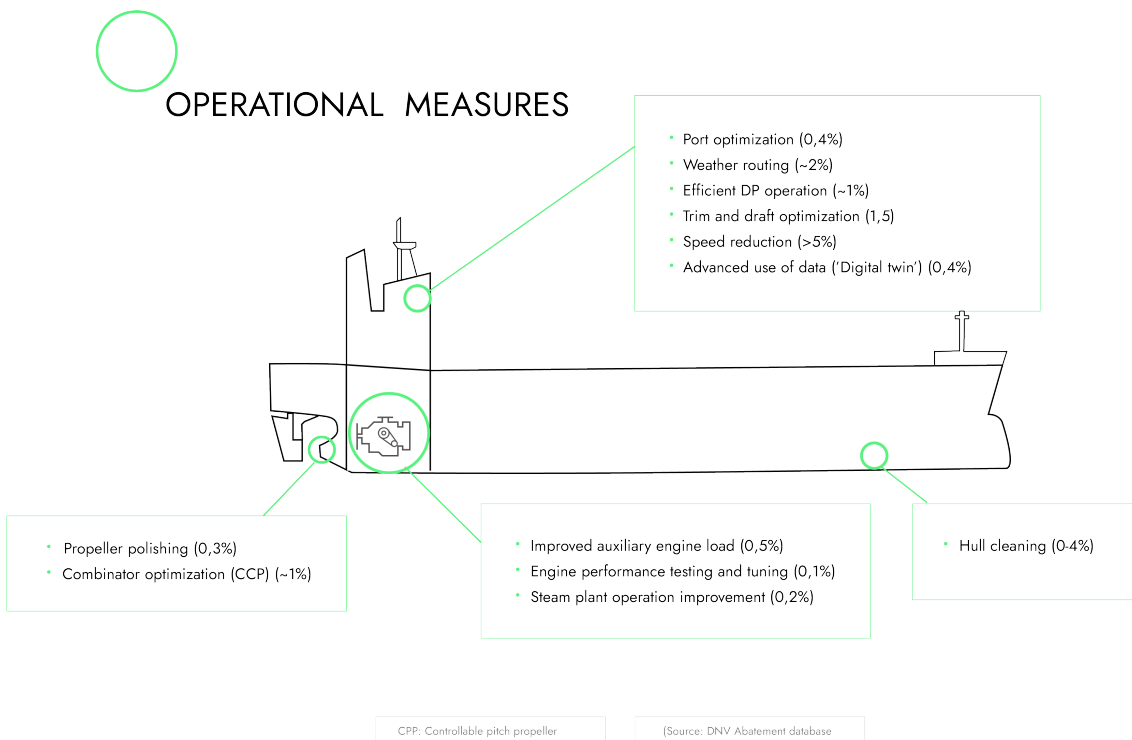 OPERATIONAL MEASURES
Port optimization (0,4%)
Weather routing (~2%)
Efficient DP operation (~1%)
Trim and draft optimization (1,5)
Speed reduction (>5%)
Advanced use of data ('Digital twin') (0,4%)
Propeller polishing (0,3%)
Combinator optimization (CCP) (~1%)
Improved auxiliary engine load (0,5%)
Engine performance testing and tuning (0,1%)
Steam plant operation improvement (0,2%)
Hull cleaning (0-4%)
CPP: Controllable pitch propeller
(Source: DNV Abatement database